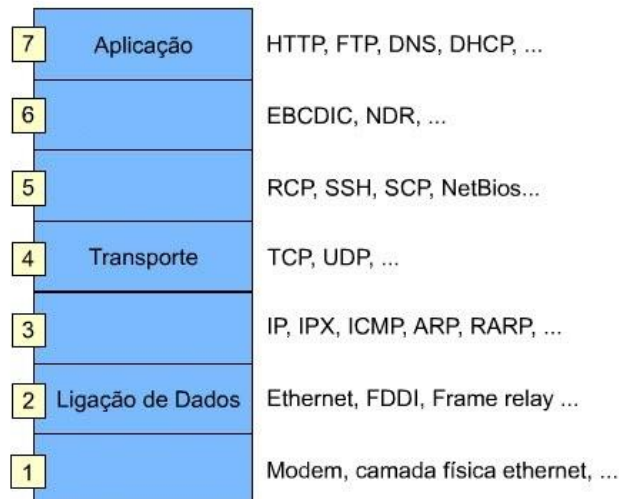 7 Aplicação HTTP, FTP, DNS, DHCP, ...
6 EBCDIC, NDR, ...
5 RCP, SSH, SCP, NetBios...
4 Transporte TCP, UDP, ...
3 IP, IPX, ICMP, ARP, RARP, ...
2 Ligação de Dados Ethernet, FDDI, Frame relay ...
1 Modem, camada física ethernet, ...